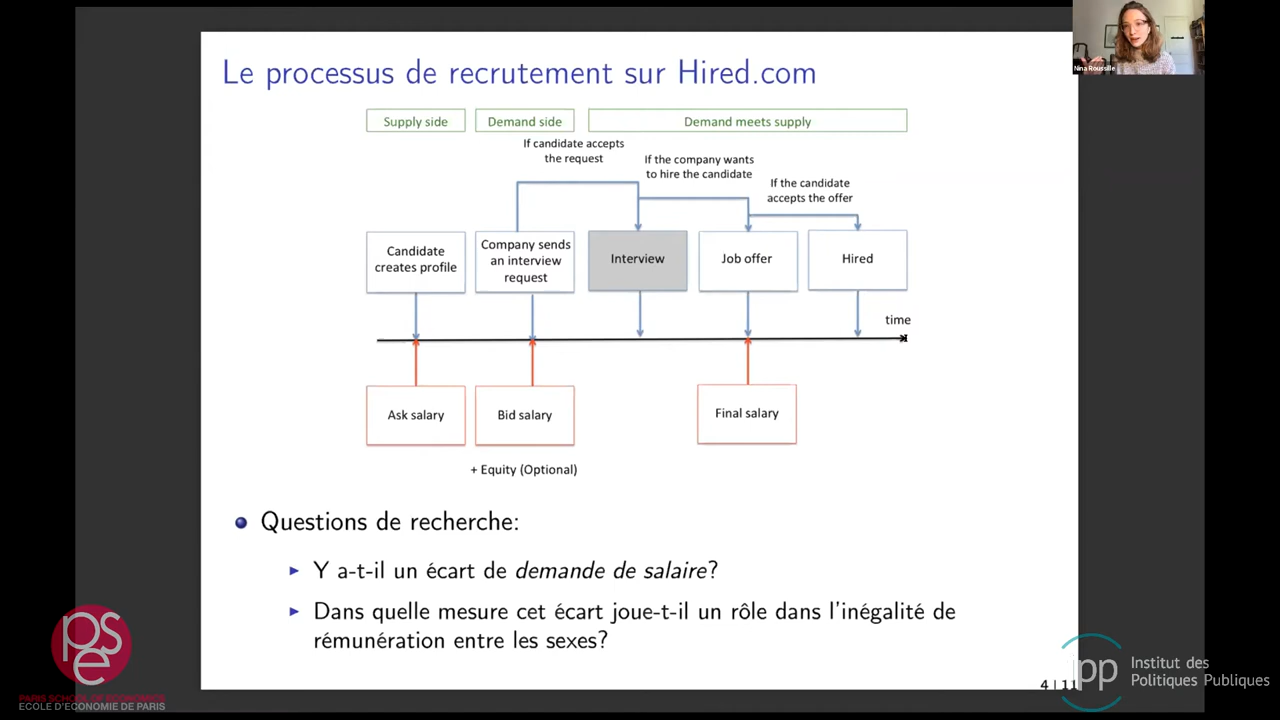 Nina Roussille
Le processus de recrutement sur Hired.com
Supply side
Demand side
Demand meets supply
If candidate accepts
the request
If the company wants
to hire the candidate
If the candidate
accepts the offer
Candidate
creates profile
Company sends
an interview
request
Interview
Job offer
Hired
time
Ask salary
Bid salary
Final salary
+ Equity (Optional)
Questions de recherche:
Y a-t-il un écart de demande de salaire?
Dans quelle mesure cet écart joue-t-il un rôle dans l'inégalité de
rémunération entre les sexes?
4 | 11
pse
PARIS SCHOOL OF ECONOMICS
ECOLE D'ECONOMIE DE PARIS
ipp
Institut des
Politiques Publiques